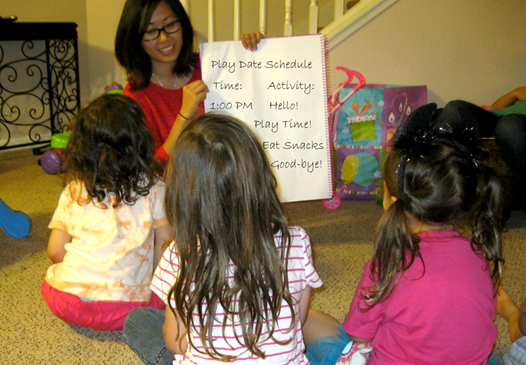 Play Date Schedule
Time: Activity:
1:00 PM Hello!
Play Time!
Eat Snacks
Good-bye!